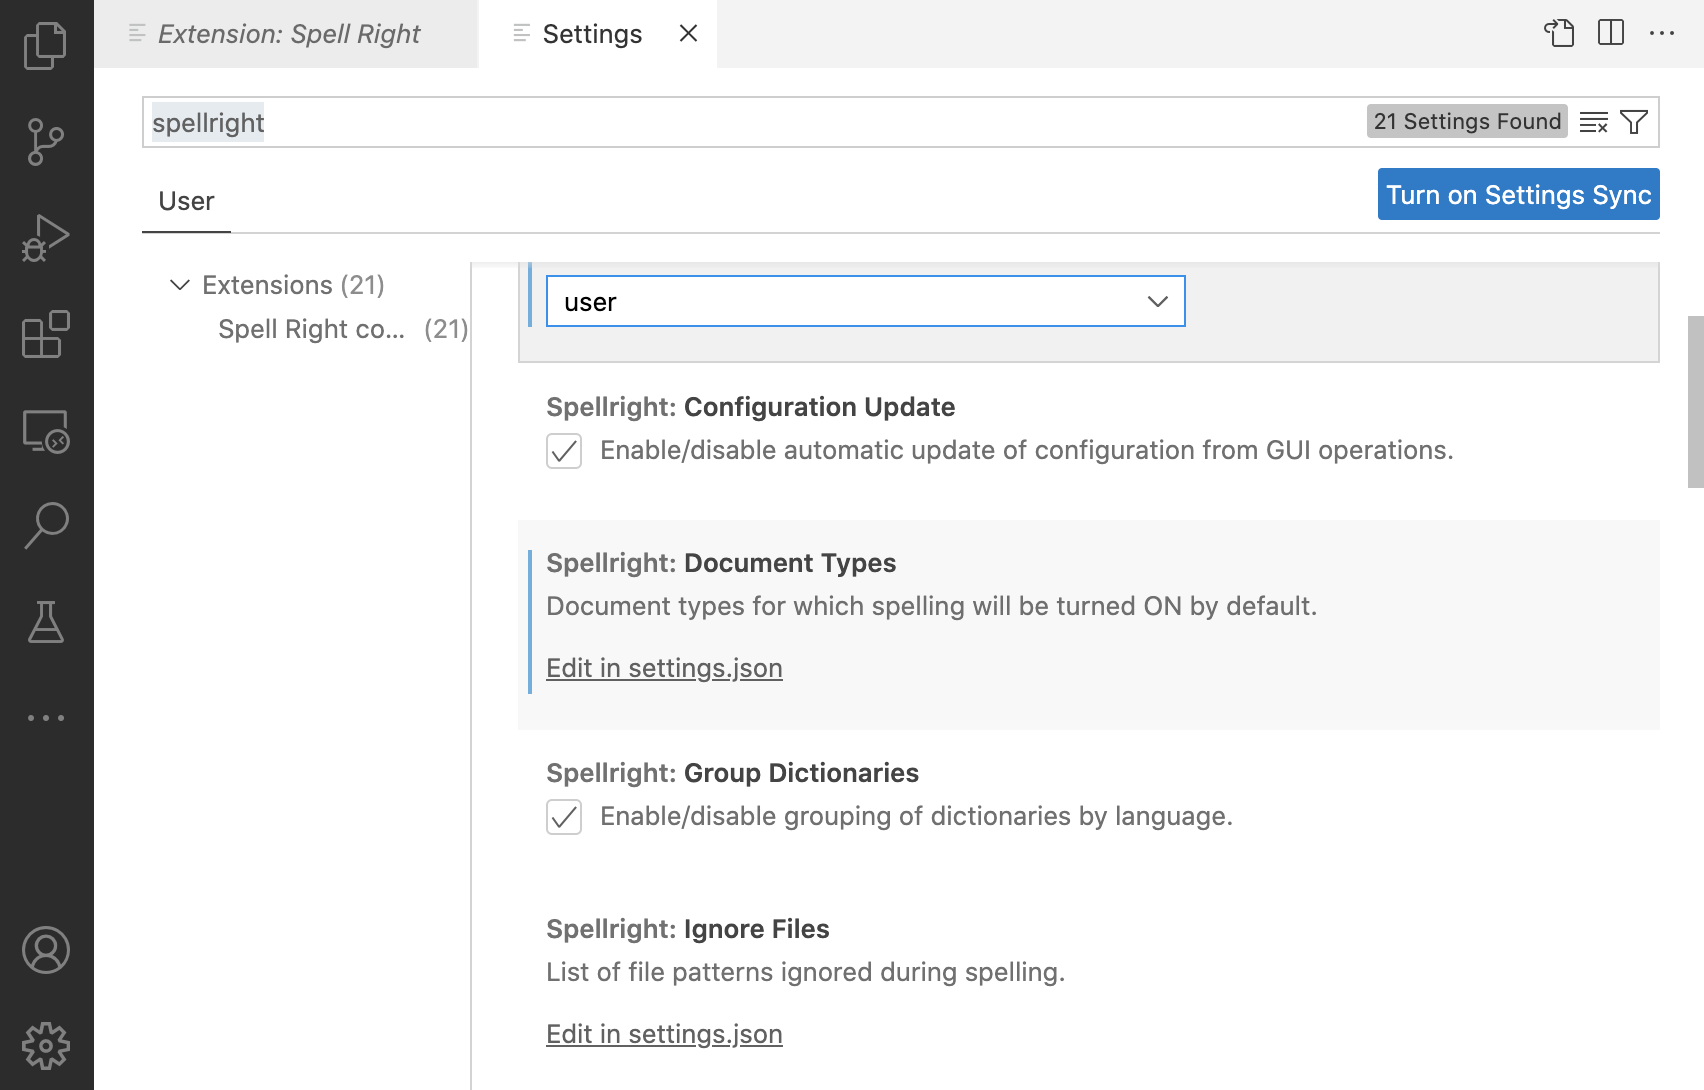 Extension: Spell Right
Settings
spellright
21 Settings Found
User
Turn on Settings Sync
Extensions (21)
Spell Right co... (21)
user
Spellright: Configuration Update
Enable/disable automatic update of configuration from GUI operations.
Spellright: Document Types
Document types for which spelling will be turned ON by default.
Edit in settings.json
Spellright: Group Dictionaries
Enable/disable grouping of dictionaries by language.
Spellright: Ignore Files
List of file patterns ignored during spelling.
Edit in settings.json